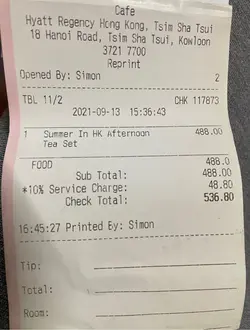 Cafe
Hyatt Regency Hong Kong, Tsim Sha Tsui
18 Hanoi Road, Tsim Sha Tsui, Kowloon
3721 7700
Reprint
Opened By: Simon 2
TBL 11/2 CHK 117873
2021-09-13 15:36:43
1 Summer In HK Afternoon 488.00
Tea Set
FOOD 488.0
Sub Total: 488.00
*10% Service Charge: 48.80
Check Total: 536.80
16:45:27 Printed By: Simon
Tip:
Total:
Room: